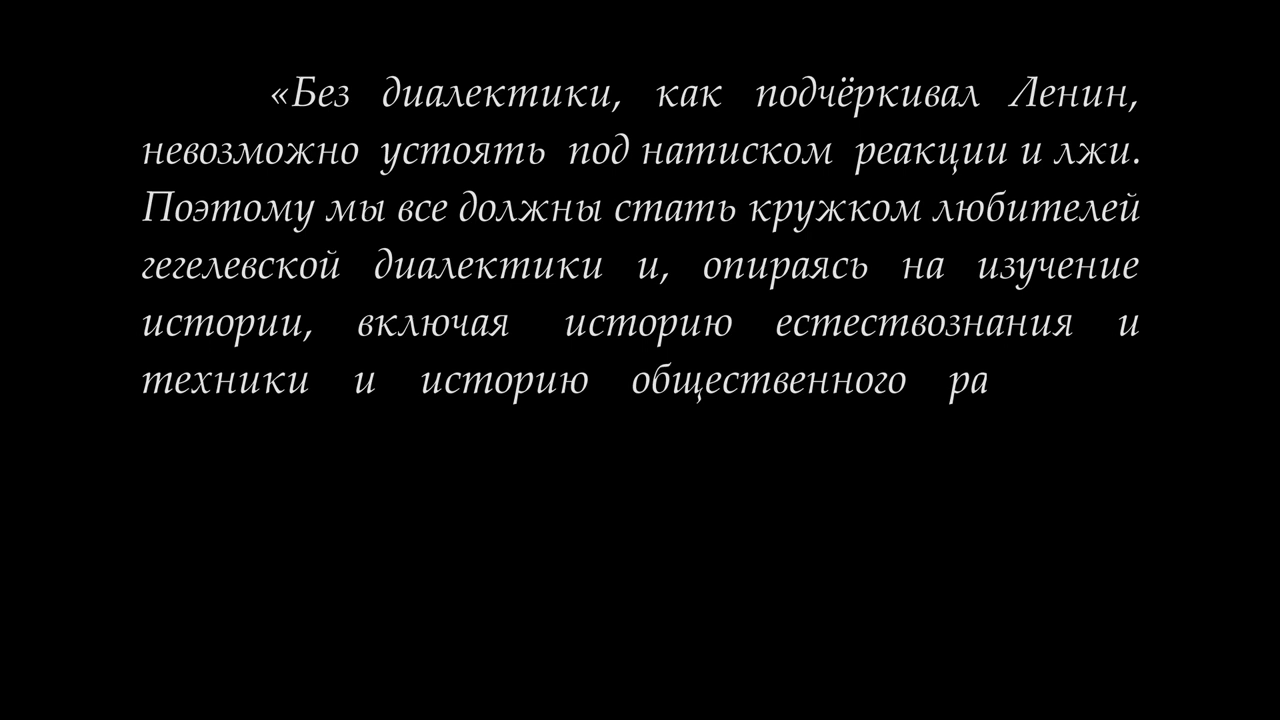 «Без диалектики, как подчёркивал Ленин,
невозможно устоять под натиском реакции и лжи.
Поэтому мы все должны стать кружком любителей
гегелевской диалектики и, опираясь на изучение
истории, включая историю естествознания и
техники и историю общественного ра